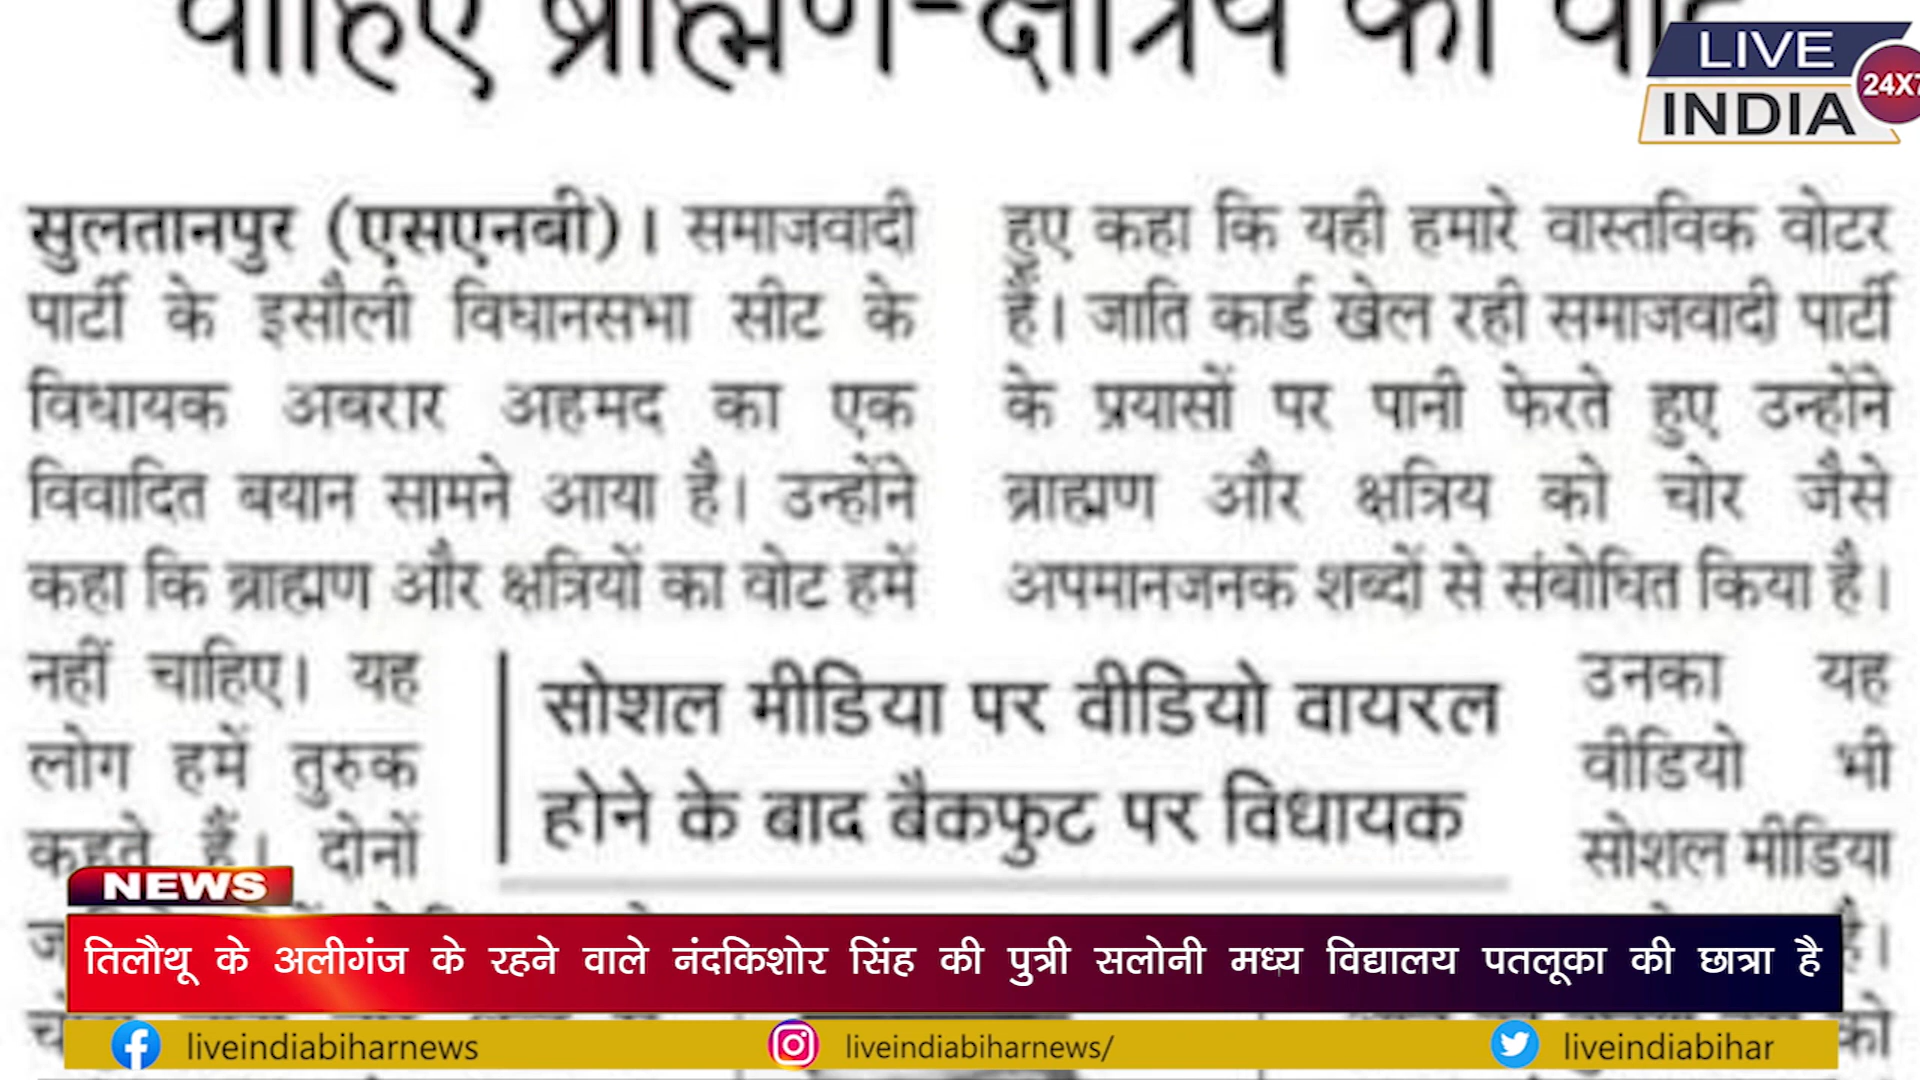 चाहिए ब्राह्मण-क्षत्रिय का वोट
LIVE
INDIA
24X7
सुलतानपुर (एसएनबी)। समाजवादी
पार्टी के इसौली विधानसभा सीट के
विधायक अबरार अहमद का एक
विवादित बयान सामने आया है। उन्होंने
कहा कि ब्राह्मण और क्षत्रियों का वोट हमें
नहीं चाहिए। यह
लोग हमें तुरुक
कहते हैं। दोनों
सोशल मीडिया पर वीडियो वायरल
होने के बाद बैकफुट पर विधायक
हुए कहा कि यही हमारे वास्तविक वोटर
हैं। जाति कार्ड खेल रही समाजवादी पार्टी
के प्रयासों पर पानी फेरते हुए उन्होंने
ब्राह्मण और क्षत्रिय को चोर जैसे
अपमानजनक शब्दों से संबोधित किया है।
उनका यह
वीडियो भी
सोशल मीडिया
है।
को
NEWS
तिलौथू के अलीगंज के रहने वाले नंदकिशोर सिंह की पुत्री सलोनी मध्य विद्यालय पतलूका की छात्रा है
liveindiabiharnews
liveindiabiharnews/
liveindiabihar